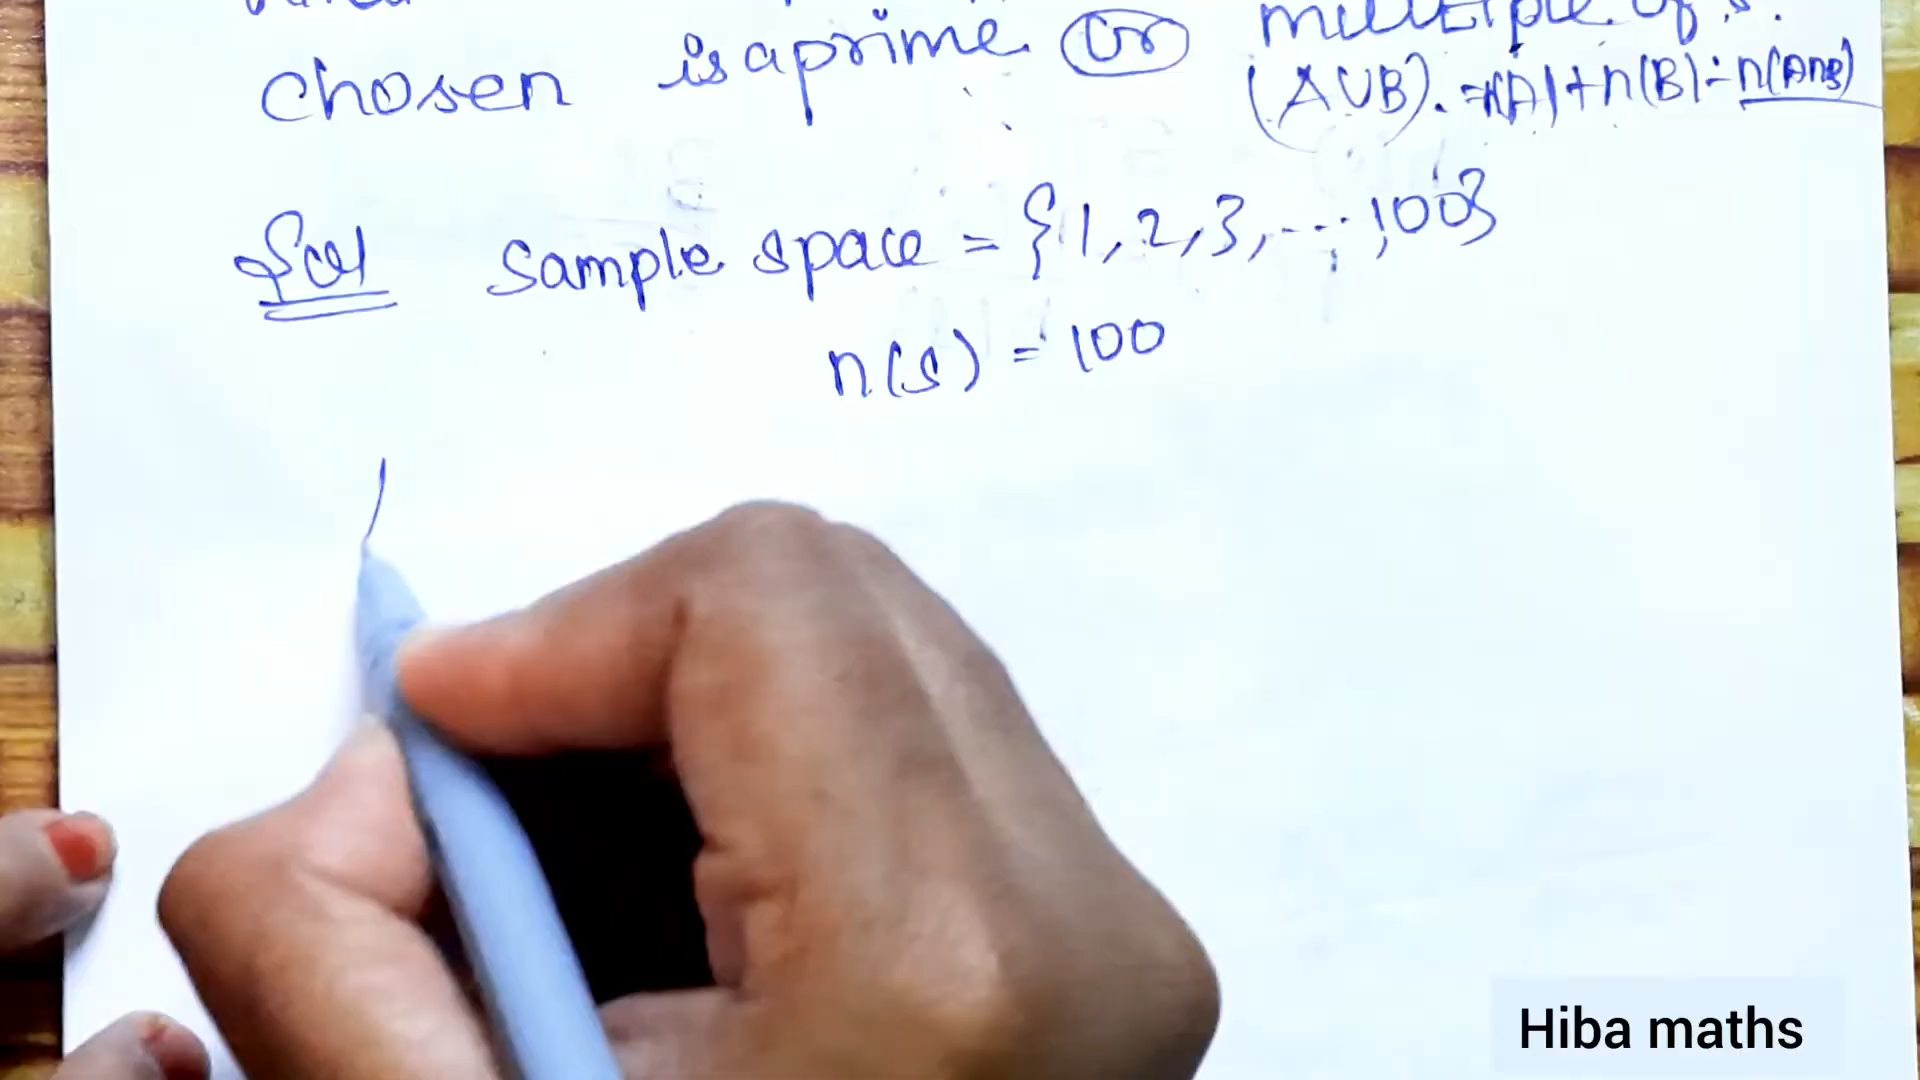 chosen is a prime or multiple of
(A∪B). = n(A) + n(B) - n(A∩B)
Sol Sample space = {1, 2, 3, ... , 100}
n(s) = 100
Hiba maths